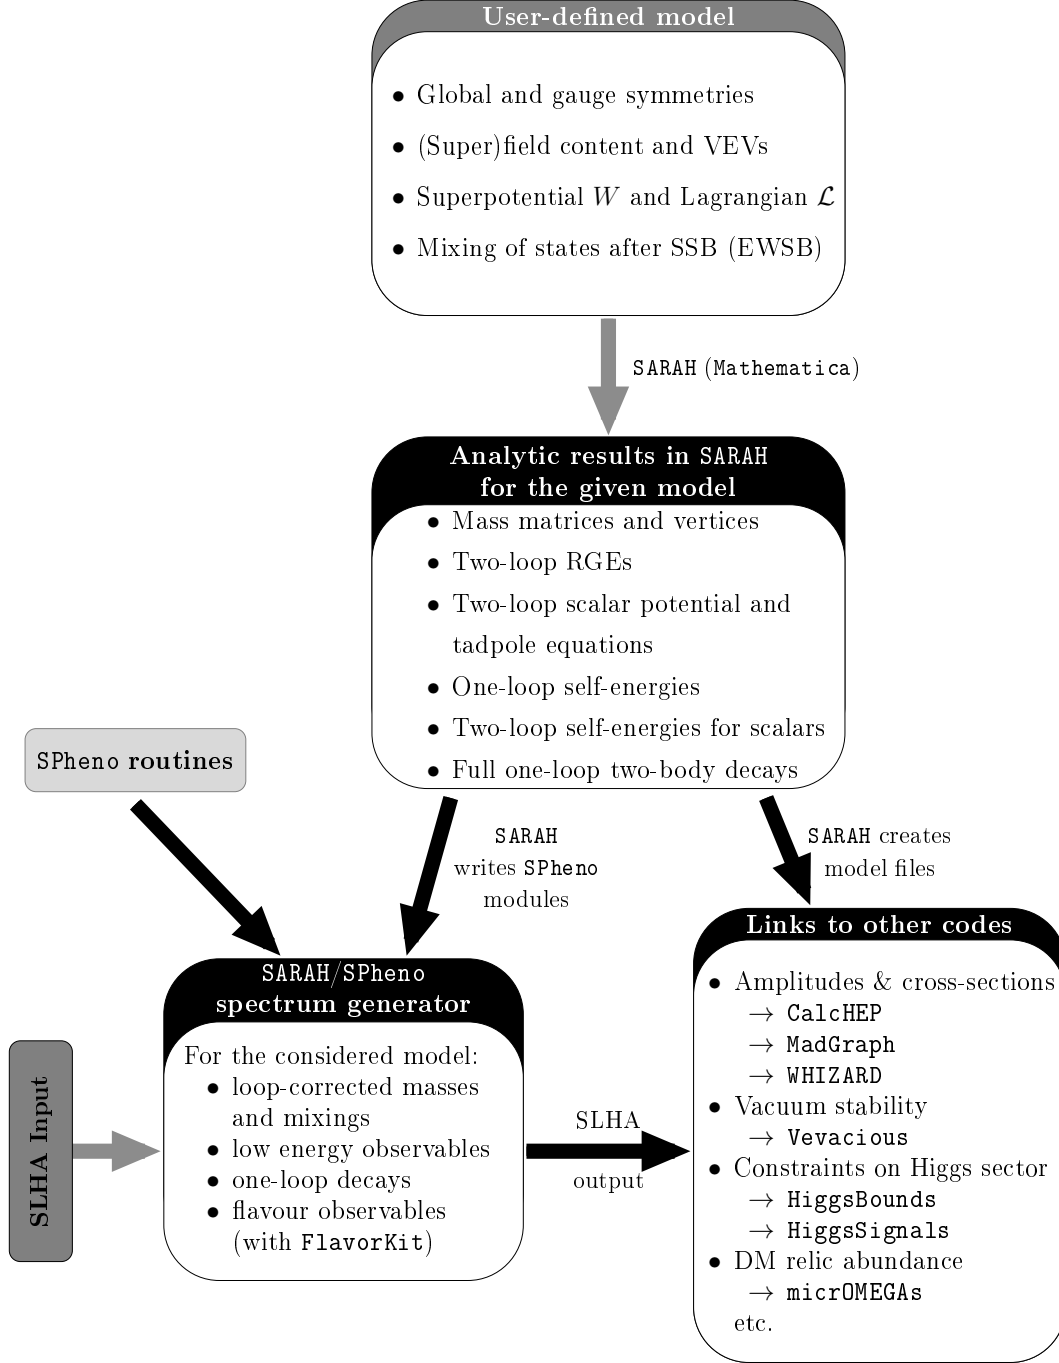 User-defined model
• Global and gauge symmetries
• (Super)field content and VEVs
• Superpotential W and Lagrangian ℒ
• Mixing of states after SSB (EWSB)
SARAH (Mathematica)
Analytic results in SARAH
for the given model
• Mass matrices and vertices
• Two-loop RGEs
• Two-loop scalar potential and
tadpole equations
• One-loop self-energies
• Two-loop self-energies for scalars
• Full one-loop two-body decays
SPheno routines
SARAH
writes SPheno
modules
SARAH creates
model files
SARAH/SPheno
spectrum generator
For the considered model:
• loop-corrected masses
and mixings
• low energy observables
• one-loop decays
• flavour observables
(with FlavorKit)
SLHA Input
SLHA
output
Links to other codes
• Amplitudes & cross-sections
→ CalcHEP
→ MadGraph
→ WHIZARD
• Vacuum stability
→ Vevacious
• Constraints on Higgs sector
→ HiggsBounds
→ HiggsSignals
• DM relic abundance
→ micrOMEGAs
etc.